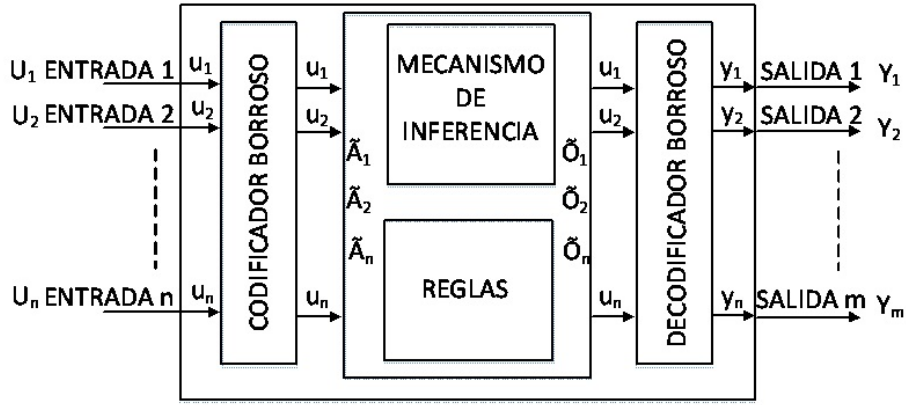 U₁ ENTRADA 1
U₂ ENTRADA 2
Uₙ ENTRADA n
u₁
u₂
uₙ
CODIFICADOR BORROSO
u₁
u₂
uₙ
Ã₁
Ã₂
Ãₙ
MECANISMO
DE
INFERENCIA
REGLAS
Õ₁
Õ₂
Õₙ
u₁
u₂
uₙ
DECODIFICADOR BORROSO
y₁
y₂
yₙ
SALIDA 1 Y₁
SALIDA 2 Y₂
SALIDA m Yₘ